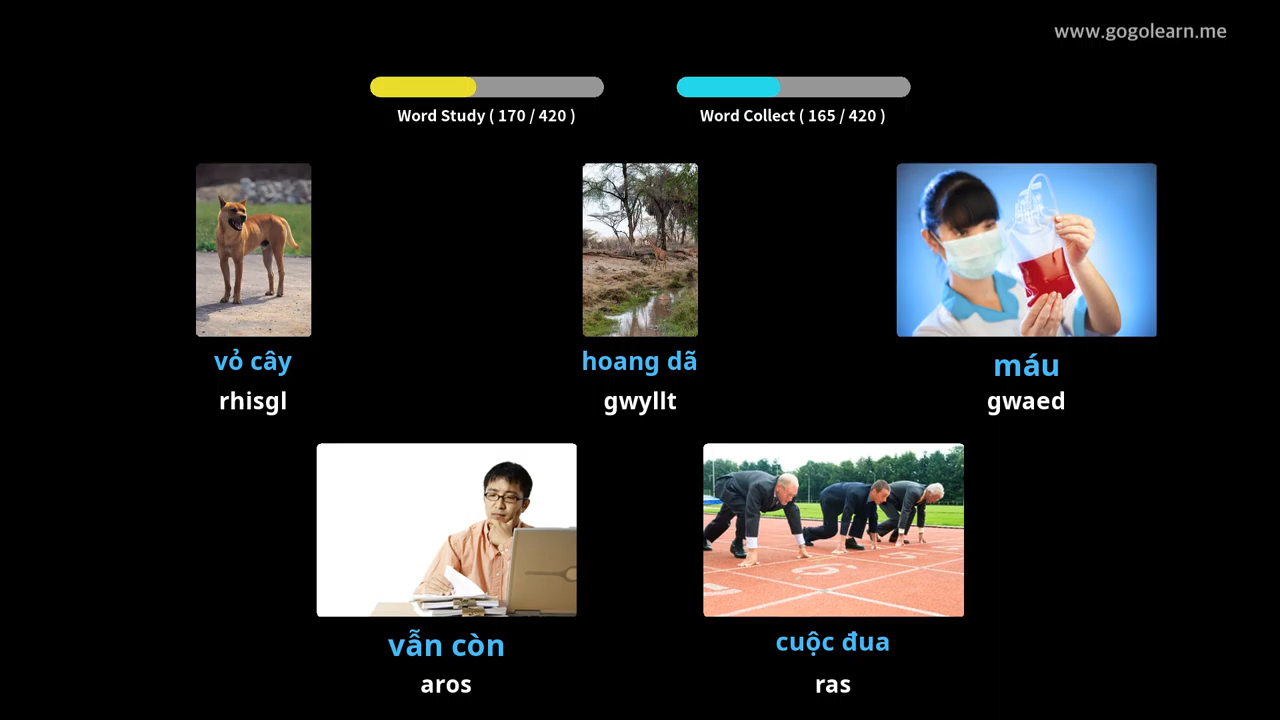 www.gogolearn.me
Word Study ( 170 / 420 )
Word Collect ( 165 / 420 )
vỏ cây
rhisgl
hoang dã
gwyllt
máu
gwaed
vẫn còn
aros
cuộc đua
ras